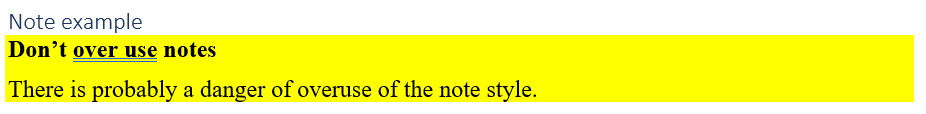 Note example
Don’t over use notes
There is probably a danger of overuse of the note style.